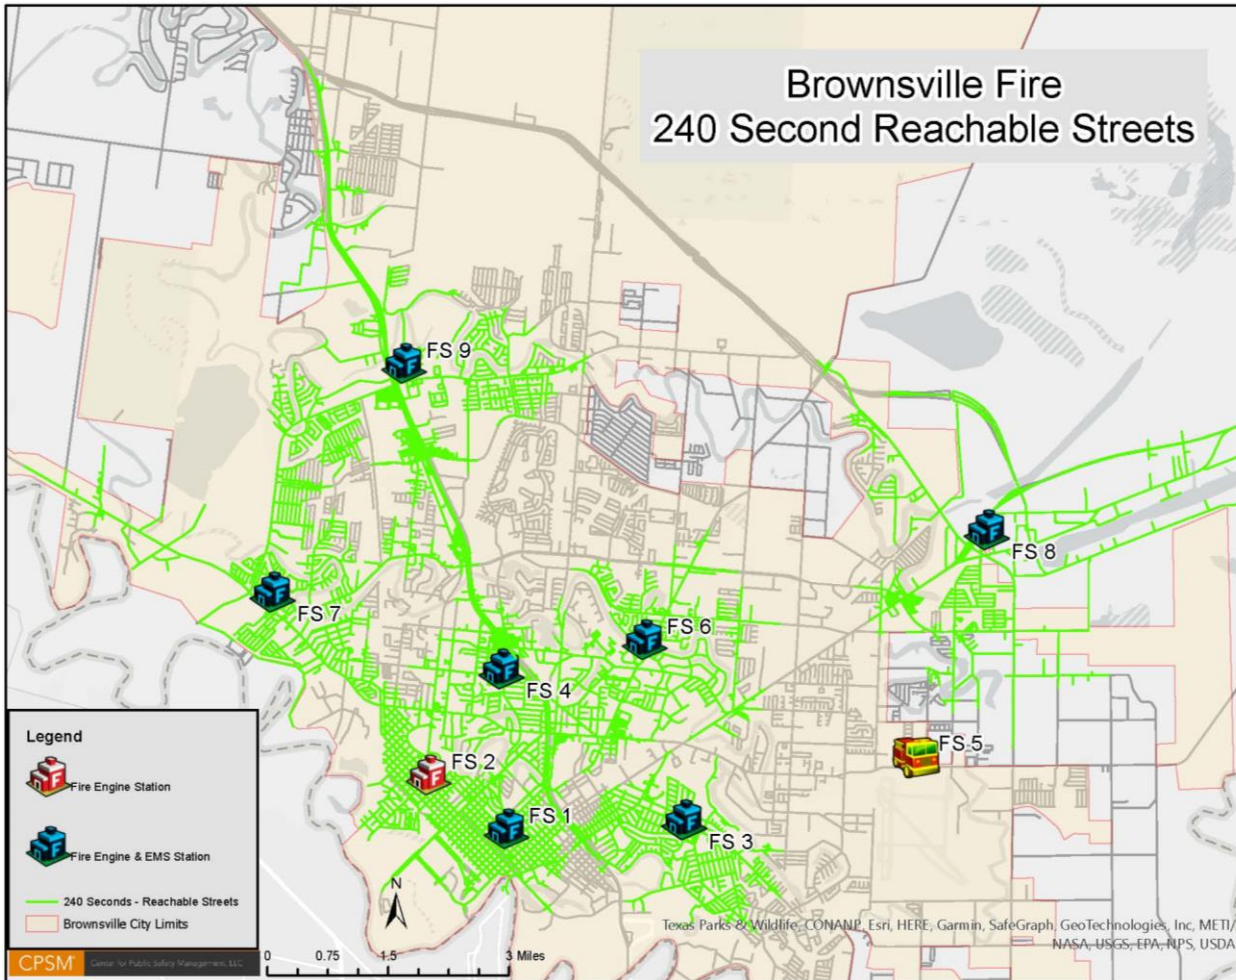 Brownsville Fire
240 Second Reachable Streets
FS 9
FS 8
FS 7
FS 6
FS 4
FS 5
FS 2
FS 1
FS 3
Legend
F
Fire Engine Station
F
Fire Engine & EMS Station
240 Seconds - Reachable Streets
Brownsville City Limits
N
0 0.75 1.5 3 Miles
CPSM® Center for Public Safety Management, LLC
Texas Parks & Wildlife, CONANP, Esri, HERE, Garmin, SafeGraph, GeoTechnologies, Inc, METI/
NASA, USGS, EPA, NPS, USDA